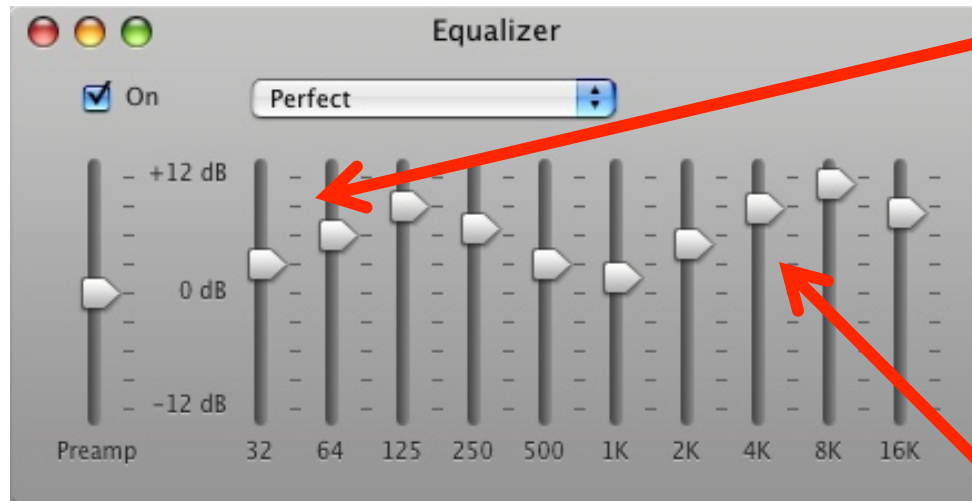 Equalizer
On Perfect
+12 dB
0 dB
−12 dB
Preamp 32 64 125 250 500 1K 2K 4K 8K 16K